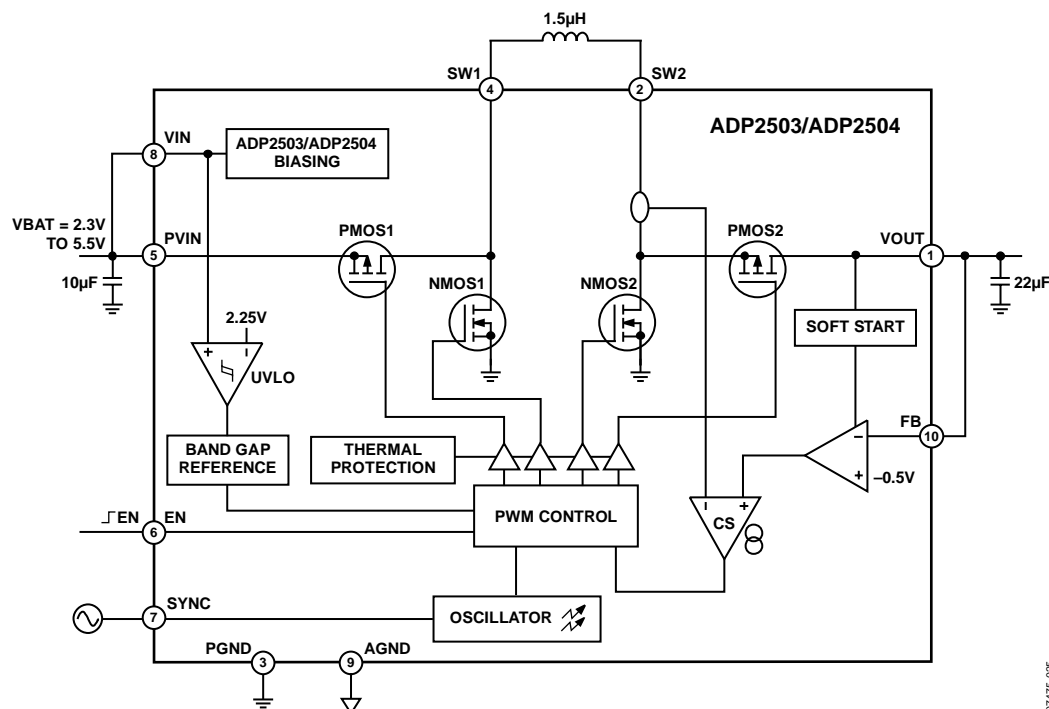 1.5µH
SW1
SW2
4
2
ADP2503/ADP2504
VIN
8
ADP2503/ADP2504
BIASING
VBAT = 2.3V
TO 5.5V
PVIN
5
PMOS1
PMOS2
VOUT
1
10µF
NMOS1
NMOS2
22µF
2.25V
SOFT START
+
–
UVLO
FB
10
BAND GAP
REFERENCE
THERMAL
PROTECTION
–
+
–0.5V
PWM CONTROL
–
+
CS
EN
EN
6
SYNC
7
OSCILLATOR
PGND
3
9
AGND